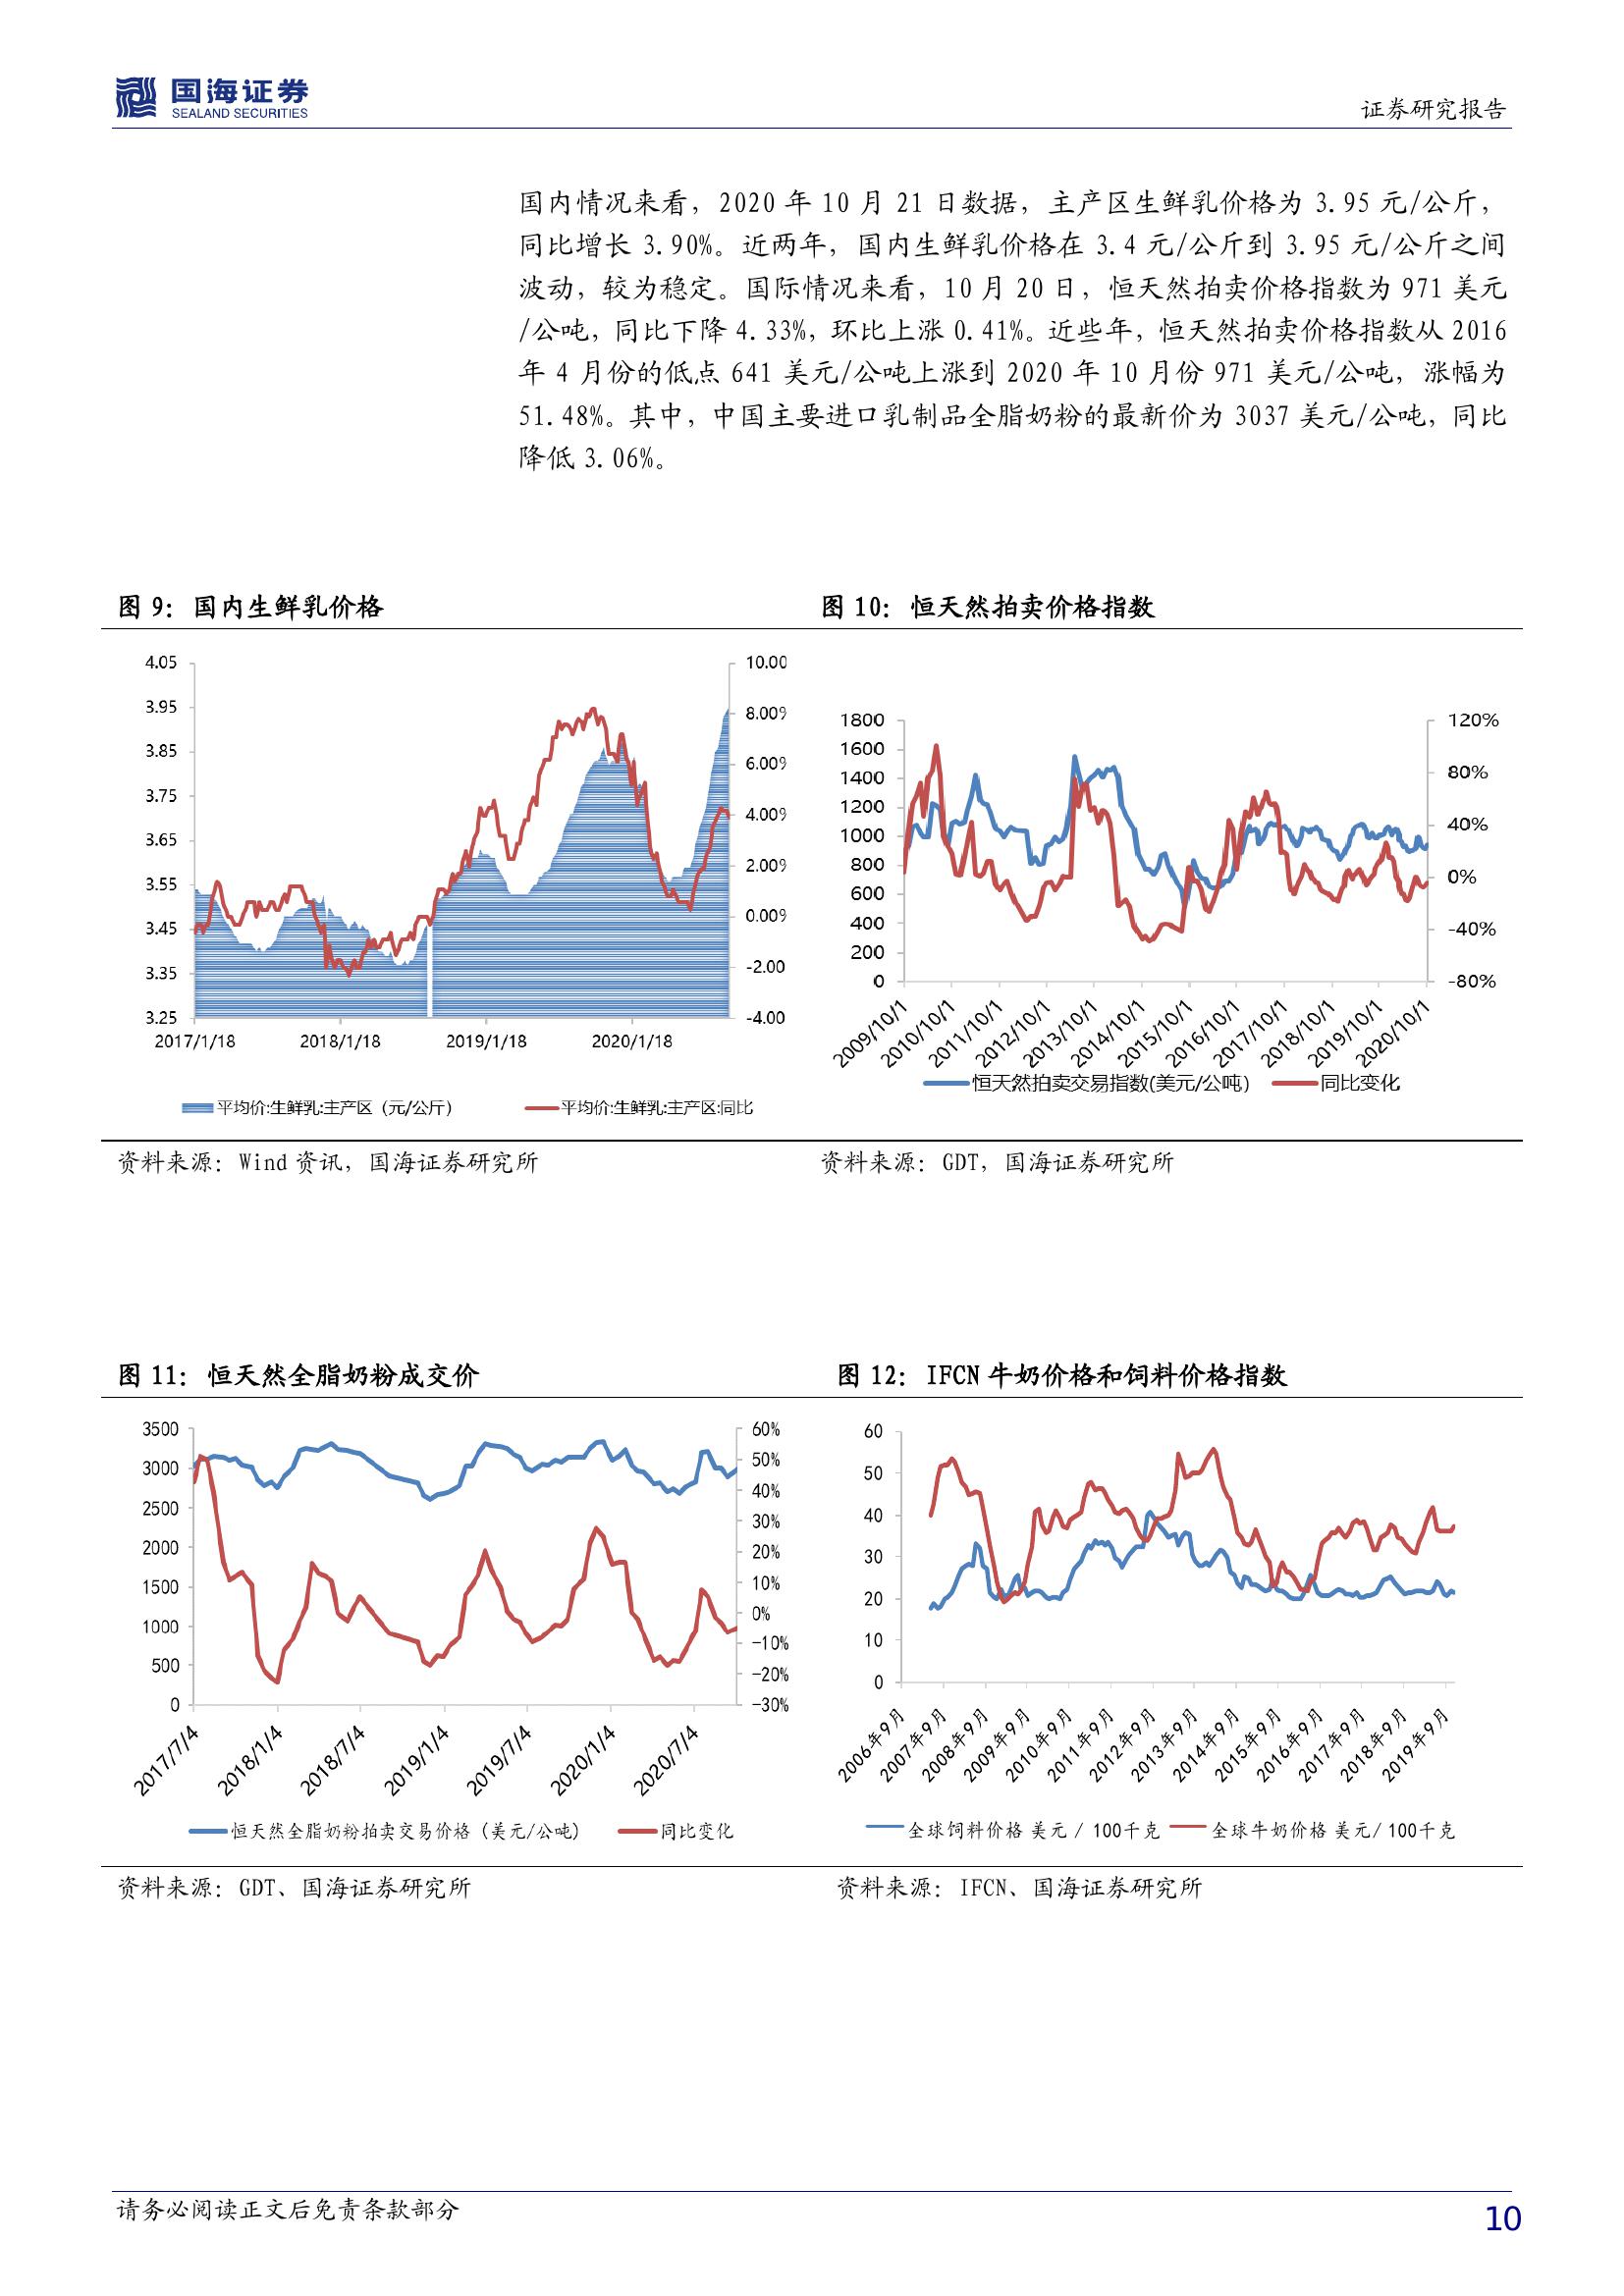 国海证券
SEALAND SECURITIES
证券研究报告
国内情况来看，2020 年 10 月 21 日数据，主产区生鲜乳价格为 3.95 元/公斤，
同比增长 3.90%。近两年，国内生鲜乳价格在 3.4 元/公斤到 3.95 元/公斤之间
波动，较为稳定。国际情况来看，10 月 20 日，恒天然拍卖价格指数为 971 美元
/公吨，同比下降 4.33%，环比上涨 0.41%。近些年，恒天然拍卖价格指数从 2016
年 4 月份的低点 641 美元/公吨上涨到 2020 年 10 月份 971 美元/公吨，涨幅为
51.48%。其中，中国主要进口乳制品全脂奶粉的最新价为 3037 美元/公吨，同比
降低 3.06%。
图 9：国内生鲜乳价格
4.05
3.95
3.85
3.75
3.65
3.55
3.45
3.35
3.25
10.00
8.00%
6.00%
4.00%
2.00%
0.00%
-2.00
-4.00
2017/1/18 2018/1/18 2019/1/18 2020/1/18
平均价:生鲜乳:主产区（元/公斤） 平均价:生鲜乳:主产区:同比
资料来源：Wind 资讯，国海证券研究所
图 10：恒天然拍卖价格指数
1800
1600
1400
1200
1000
800
600
400
200
0
120%
80%
40%
0%
-40%
-80%
2009/10/1 2010/10/1 2011/10/1 2012/10/1 2013/10/1 2014/10/1 2015/10/1 2016/10/1 2017/10/1 2018/10/1 2019/10/1 2020/10/1
恒天然拍卖交易指数(美元/公吨） 同比变化
资料来源：GDT，国海证券研究所
图 11：恒天然全脂奶粉成交价
3500
3000
2500
2000
1500
1000
500
0
60%
50%
40%
30%
20%
10%
0%
-10%
-20%
-30%
2017/7/4 2018/1/4 2018/7/4 2019/1/4 2019/7/4 2020/1/4 2020/7/4
恒天然全脂奶粉拍卖交易价格（美元/公吨） 同比变化
资料来源：GDT、国海证券研究所
图 12：IFCN 牛奶价格和饲料价格指数
60
50
40
30
20
10
0
2006年9月 2007年9月 2008年9月 2009年9月 2010年9月 2011年9月 2012年9月 2013年9月 2014年9月 2015年9月 2016年9月 2017年9月 2018年9月 2019年9月
全球饲料价格 美元 / 100千克 全球牛奶价格 美元/ 100千克
资料来源：IFCN、国海证券研究所
请务必阅读正文后免责条款部分
10